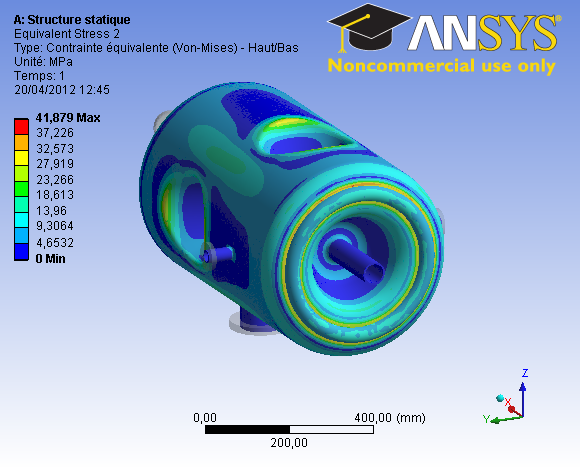 A: Structure statique
Equivalent Stress 2
Type: Contrainte équivalente (Von-Mises) - Haut/Bas
Unité: MPa
Temps: 1
20/04/2012 12:45
ANSYS®
Noncommercial use only
41,879 Max
37,226
32,573
27,919
23,266
18,613
13,96
9,3064
4,6532
0 Min
0,00
400,00 (mm)
200,00
Z
X
Y